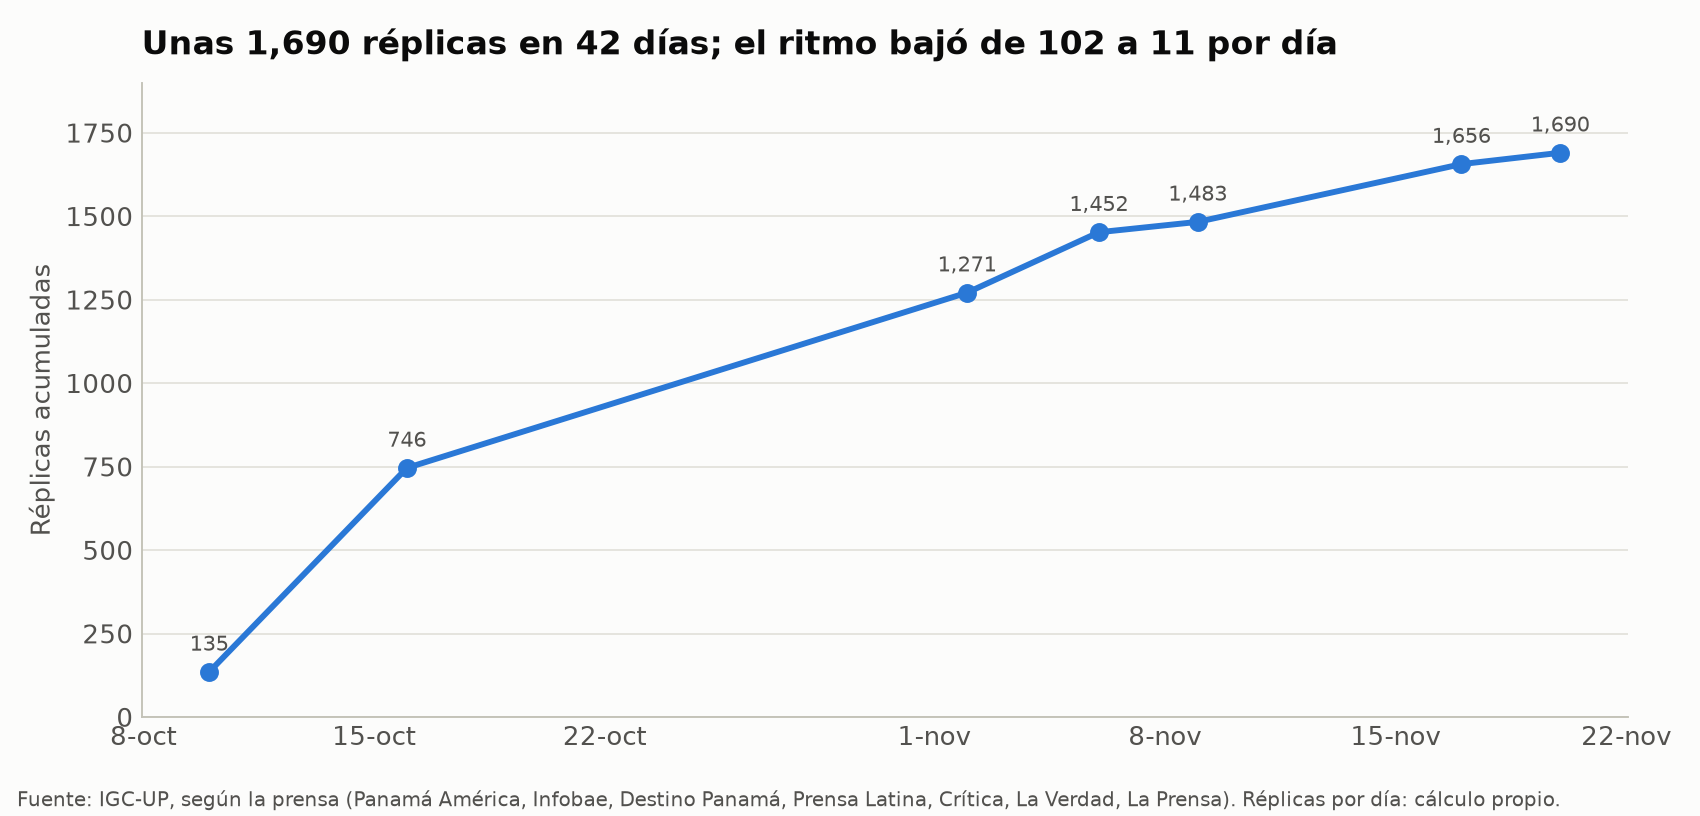 Unas 1,690 réplicas en 42 días; el ritmo bajó de 102 a 11 por día
Réplicas acumuladas
1750
1500
1250
1000
750
500
250
0
135
746
1,271
1,452
1,483
1,656
1,690
8-oct
15-oct
22-oct
1-nov
8-nov
15-nov
22-nov
Fuente: IGC-UP, según la prensa (Panamá América, Infobae, Destino Panamá, Prensa Latina, Crítica, La Verdad, La Prensa). Réplicas por día: cálculo propio.